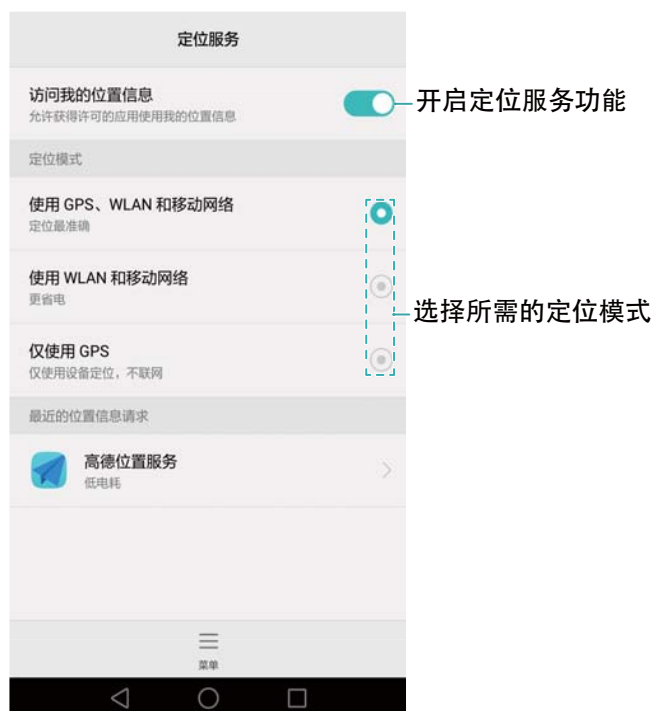 定位服务
访问我的位置信息
允许获得许可的应用使用我的位置信息
开启定位服务功能
定位模式
使用 GPS、WLAN 和移动网络
定位最准确
使用 WLAN 和移动网络
更省电
选择所需的定位模式
仅使用 GPS
仅使用设备定位，不联网
最近的位置信息请求
高德位置服务
低电耗
菜单